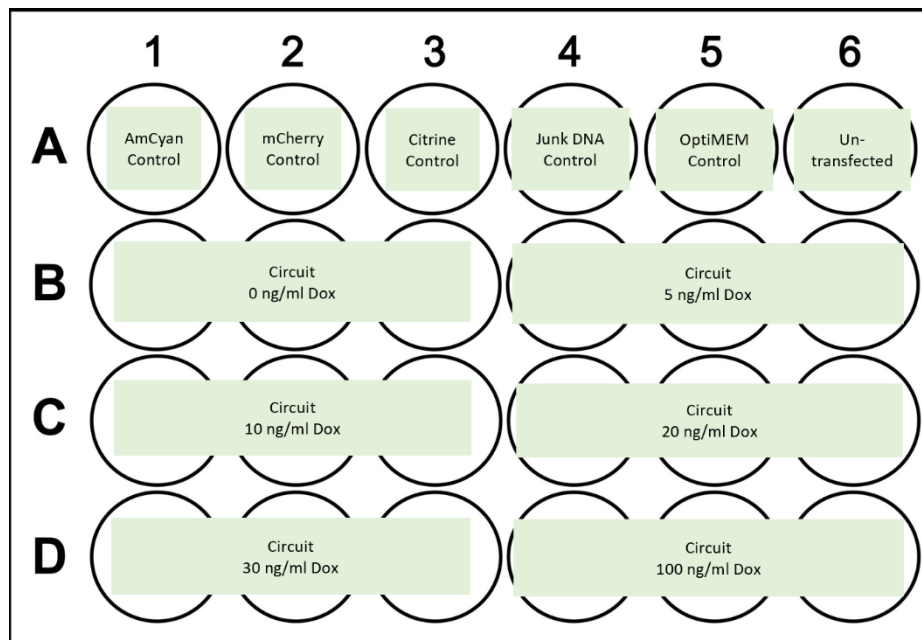 1 2 3 4 5 6
A
AmCyan
Control
mCherry
Control
Citrine
Control
Junk DNA
Control
OptiMEM
Control
Un-
transfected
B
Circuit
0 ng/ml Dox
Circuit
5 ng/ml Dox
C
Circuit
10 ng/ml Dox
Circuit
20 ng/ml Dox
D
Circuit
30 ng/ml Dox
Circuit
100 ng/ml Dox